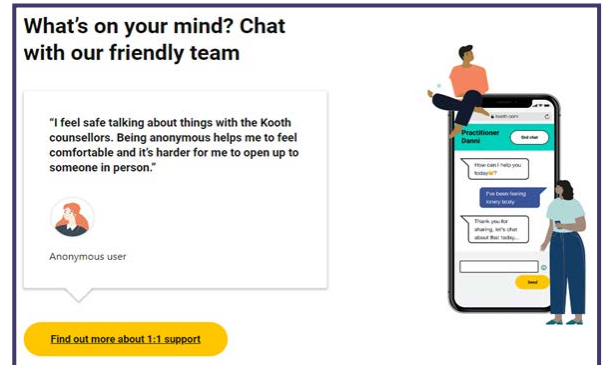 What's on your mind? Chat
with our friendly team
"I feel safe talking about things with the Kooth
counsellors. Being anonymous helps me to feel
comfortable and it's harder for me to open up to
someone in person."
Anonymous user
Find out more about 1:1 support
kooth.com
Practitioner
Danni
End chat
How can I help you
today😀?
I've been feeling
lonely lately
Thank you for
sharing, let's chat
about that today...
Send